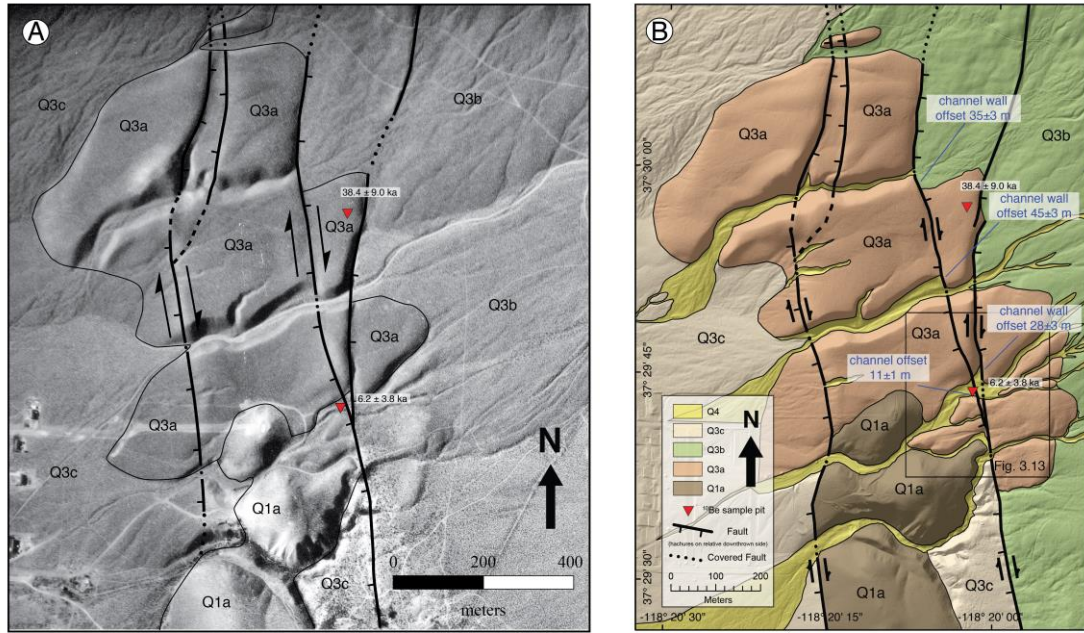 A
Q3c
Q3a
Q3a
Q3b
38.4 ± 9.0 ka
Q3a
Q3a
Q3b
Q3a
6.2 ± 3.8 ka
Q3a
Q3c
Q1a
Q3c
Q1a
N
0 200 400
meters
B
Q3c
Q3a
Q3a
channel wall
offset 35±3 m
Q3b
37° 30' 00
38.4 ± 9.0 ka
channel wall
offset 45±3 m
Q3a
Q3c
Q3a
channel wall
offset 28±3 m
37° 29' 45
channel offset
11±1 m
6.2 ± 3.8 ka
Q4
Q3c
Q3b
Q3a
Q1a
N
¹⁰Be sample pit
Fault
(hachures on relative downthrown side)
Covered Fault
0 100 200
Meters
Q1a
Fig. 3.13
Q1a
37° 29' 30
Q3c
Q1a
-118° 20' 30
-118° 20' 15
-118° 20' 00